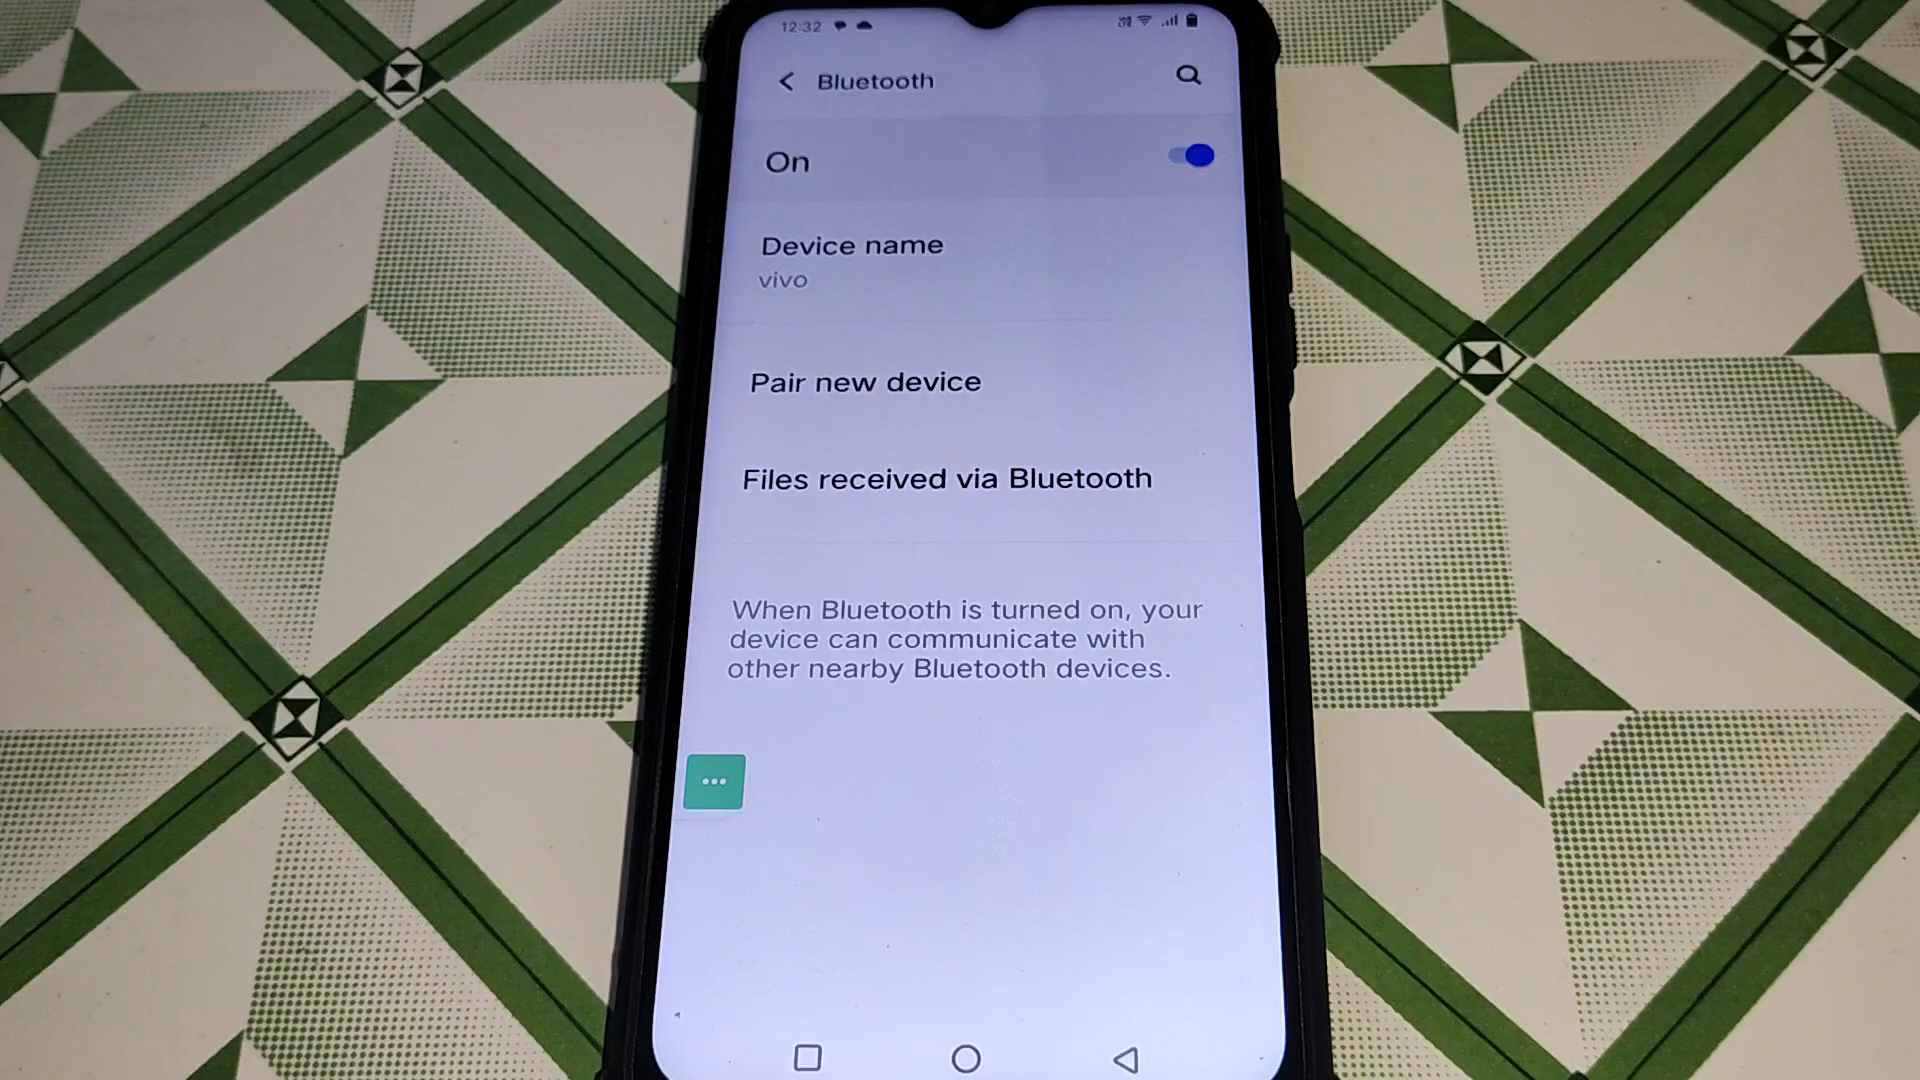 12:32
Bluetooth
On
Device name
vivo
Pair new device
Files received via Bluetooth
When Bluetooth is turned on, your
device can communicate with
other nearby Bluetooth devices.